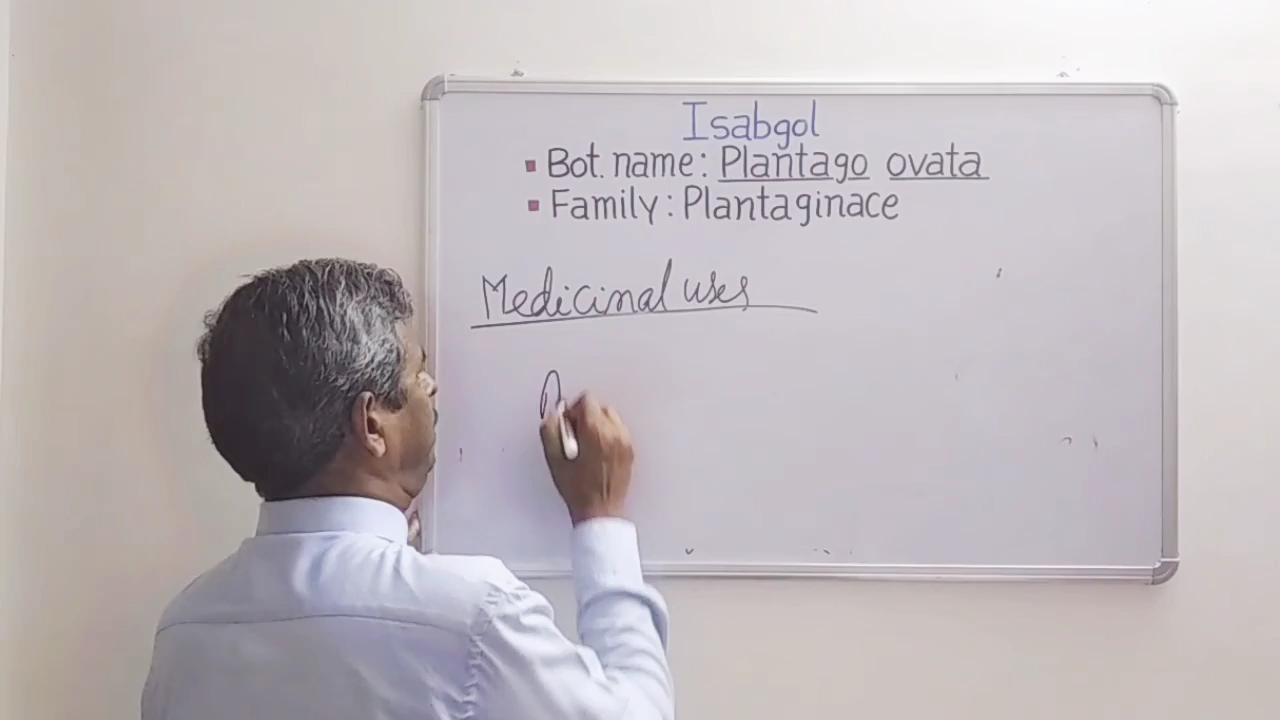 Isabgol
▪ Bot. name: Plantago ovata
▪ Family: Plantaginace
Medicinal uses